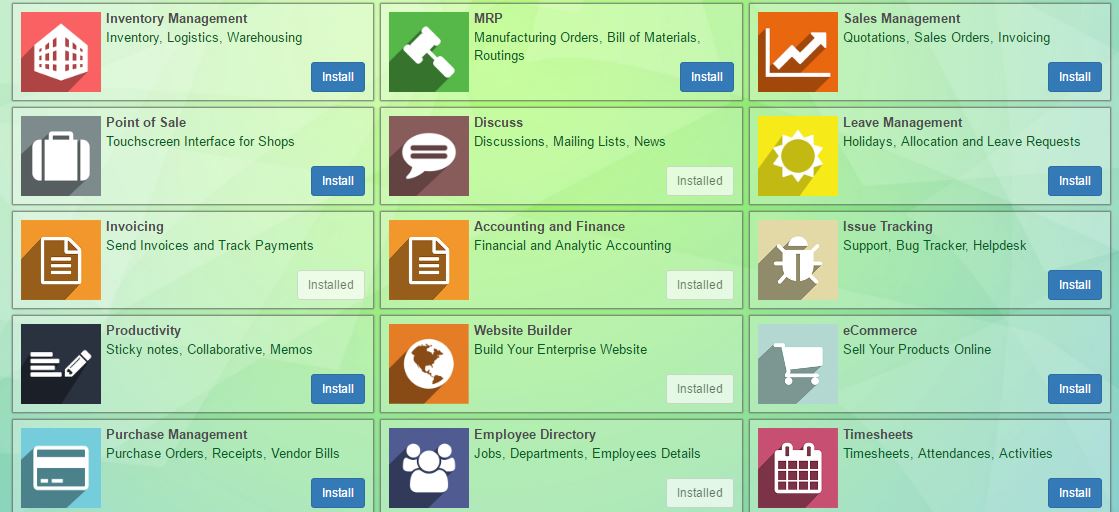 Inventory Management
Inventory, Logistics, Warehousing
Install
MRP
Manufacturing Orders, Bill of Materials,
Routings
Install
Sales Management
Quotations, Sales Orders, Invoicing
Install
Point of Sale
Touchscreen Interface for Shops
Install
Discuss
Discussions, Mailing Lists, News
Installed
Leave Management
Holidays, Allocation and Leave Requests
Install
Invoicing
Send Invoices and Track Payments
Installed
Accounting and Finance
Financial and Analytic Accounting
Installed
Issue Tracking
Support, Bug Tracker, Helpdesk
Install
Productivity
Sticky notes, Collaborative, Memos
Install
Website Builder
Build Your Enterprise Website
Installed
eCommerce
Sell Your Products Online
Install
Purchase Management
Purchase Orders, Receipts, Vendor Bills
Install
Employee Directory
Jobs, Departments, Employees Details
Installed
Timesheets
Timesheets, Attendances, Activities
Install